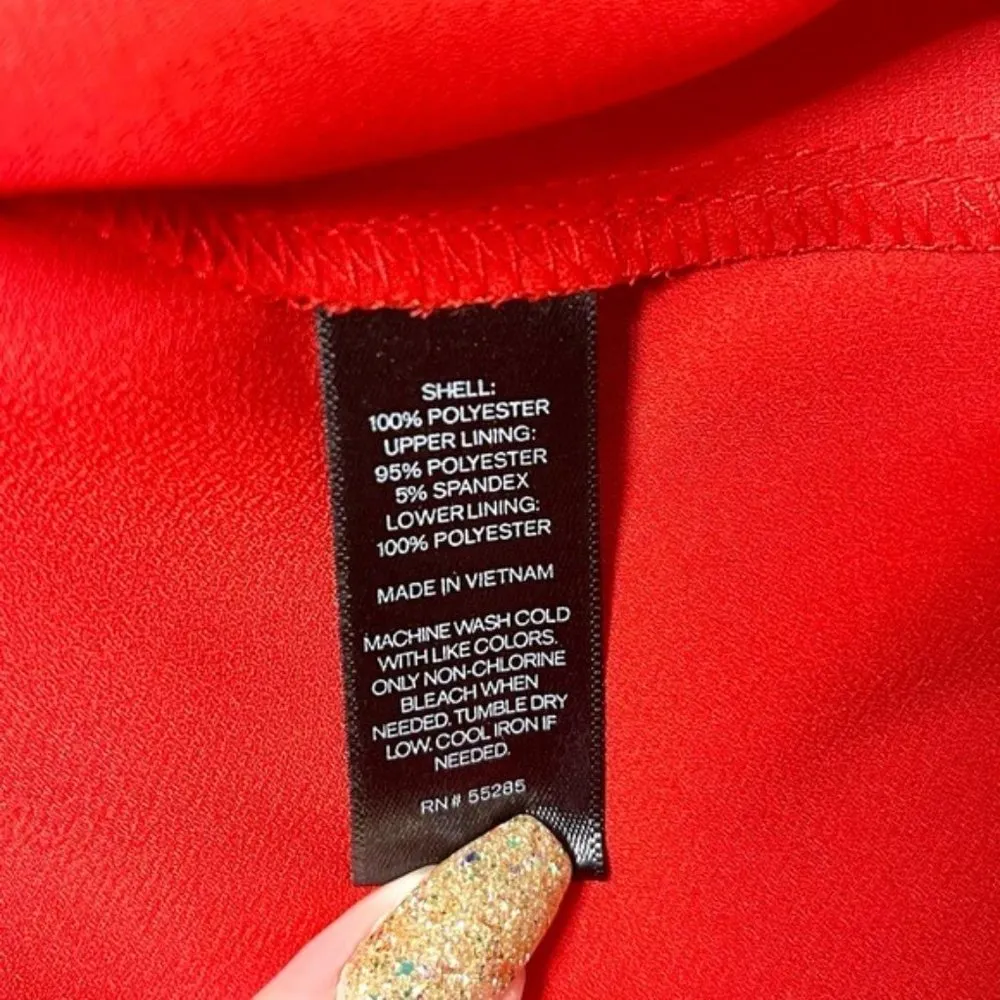 SHELL:
100% POLYESTER
UPPER LINING:
95% POLYESTER
5% SPANDEX
LOWER LINING:
100% POLYESTER
MADE IN VIETNAM
MACHINE WASH COLD
WITH LIKE COLORS.
ONLY NON-CHLORINE
BLEACH WHEN
NEEDED. TUMBLE DRY
LOW. COOL IRON IF
NEEDED.
RN# 55285